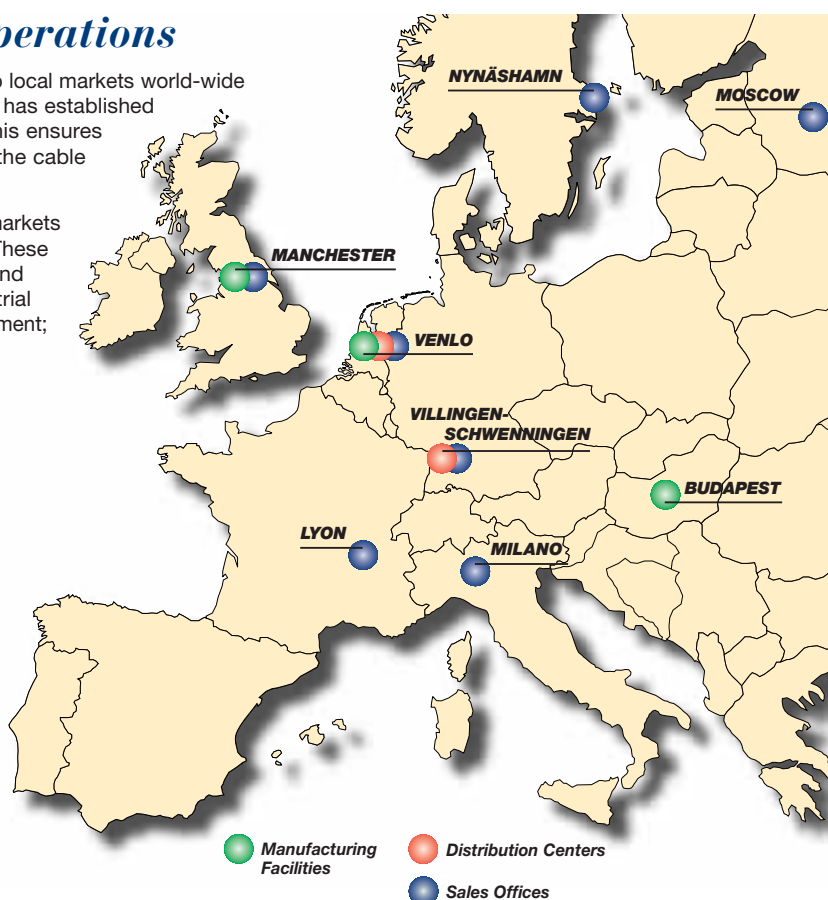 perations
local markets world-wide
has established
his ensures
the cable
arkets
These
nd
trial
ment;
NYNÄSHAMN
MOSCOW
MANCHESTER
VENLO
VILLINGEN-
SCHWENNINGEN
BUDAPEST
LYON
MILANO
Manufacturing
Facilities
Distribution Centers
Sales Offices